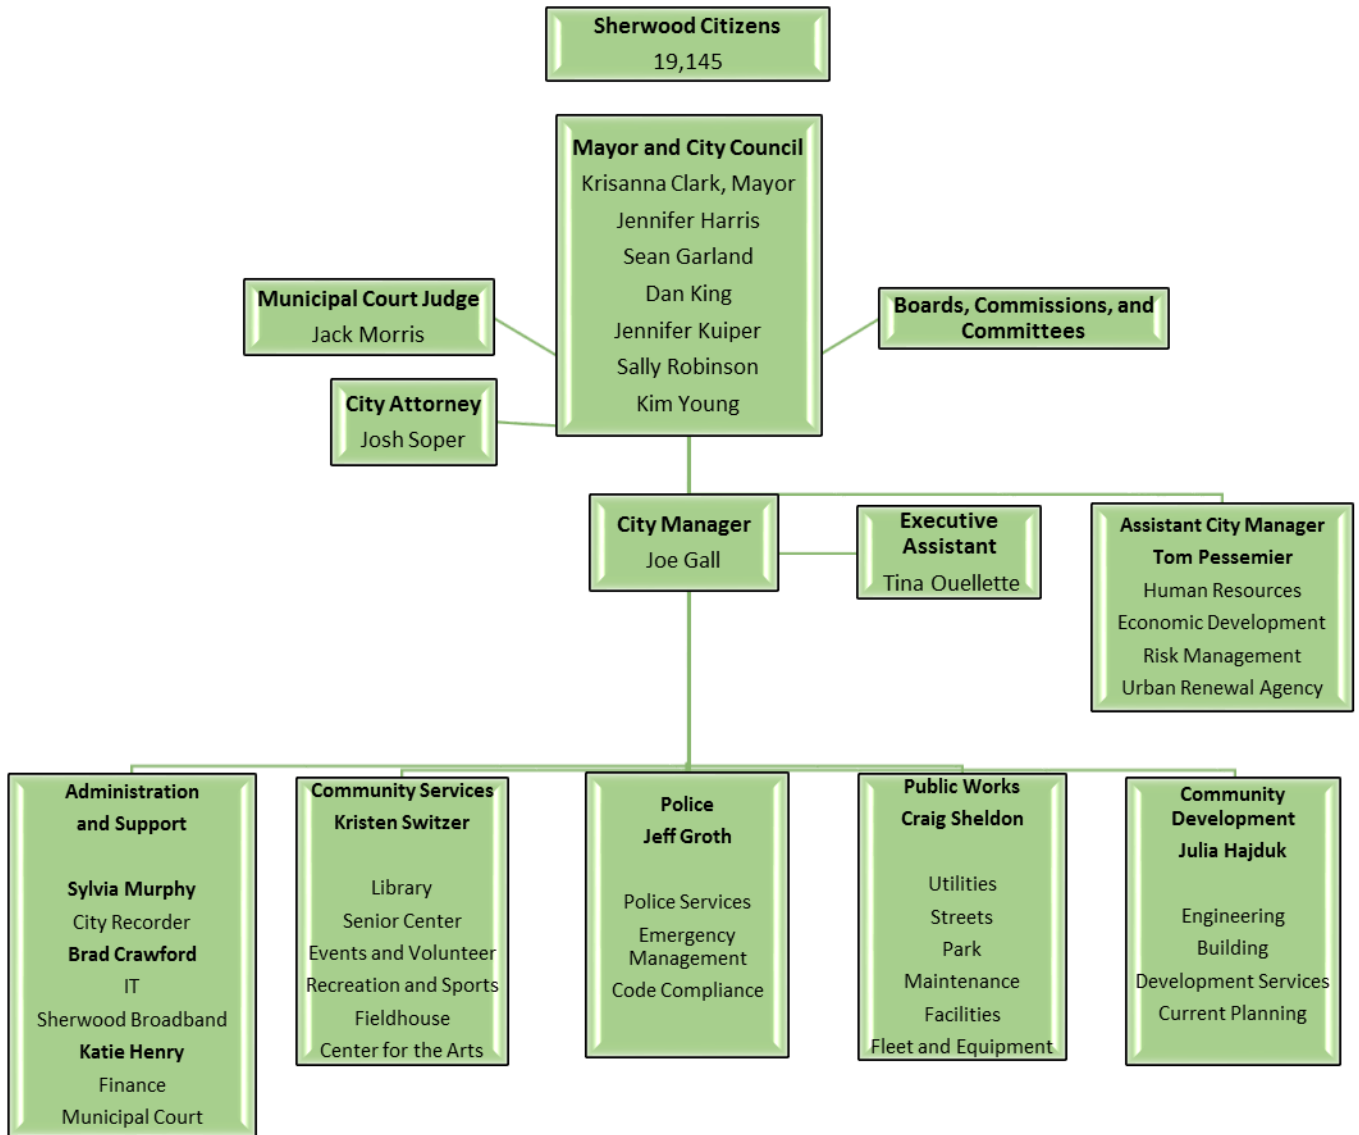 Sherwood Citizens
19,145
Mayor and City Council
Krisanna Clark, Mayor
Jennifer Harris
Sean Garland
Dan King
Jennifer Kuiper
Sally Robinson
Kim Young
Municipal Court Judge
Jack Morris
Boards, Commissions, and
Committees
City Attorney
Josh Soper
City Manager
Joe Gall
Executive
Assistant
Tina Ouellette
Assistant City Manager
Tom Pessemier
Human Resources
Economic Development
Risk Management
Urban Renewal Agency
Administration
and Support
Sylvia Murphy
City Recorder
Brad Crawford
IT
Sherwood Broadband
Katie Henry
Finance
Municipal Court
Community Services
Kristen Switzer
Library
Senior Center
Events and Volunteer
Recreation and Sports
Fieldhouse
Center for the Arts
Police
Jeff Groth
Police Services
Emergency
Management
Code Compliance
Public Works
Craig Sheldon
Utilities
Streets
Park
Maintenance
Facilities
Fleet and Equipment
Community
Development
Julia Hajduk
Engineering
Building
Development Services
Current Planning